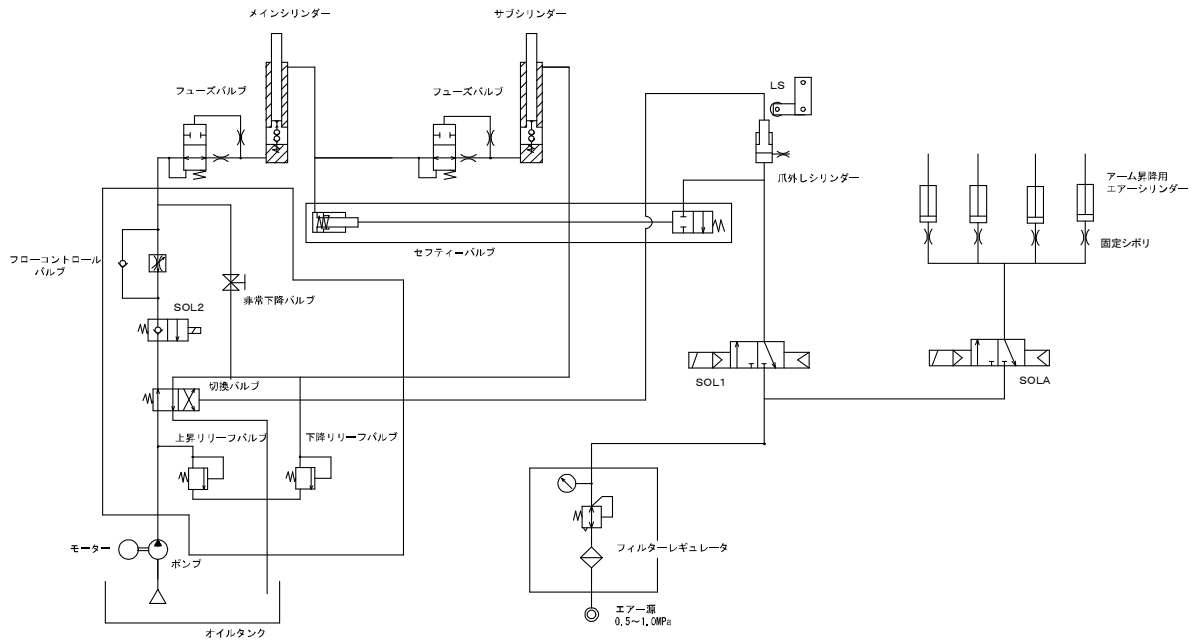 メインシリンダー
サブシリンダー
フューズバルブ
フューズバルブ
LS
爪外しシリンダー
アーム昇降用
エアーシリンダー
固定シボリ
セフティーバルブ
フローコントロール
バルブ
非常下降バルブ
SOL2
切換バルブ
SOL1
SOLA
上昇リリーフバルブ
下降リリーフバルブ
モーター
ポンプ
フィルターレギュレータ
エアー源
0.5~1.0MPa
オイルタンク